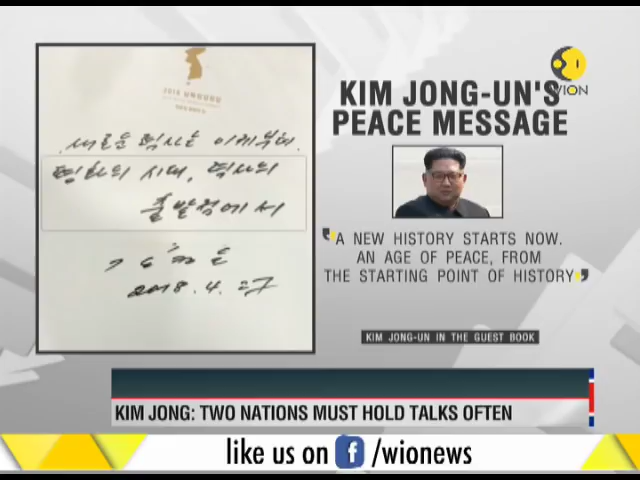 WION
KIM JONG-UN'S
PEACE MESSAGE
새로운 력사는 이제부터.
평화의 시대, 력사의
출발점에서
김정은
2018. 4. 27
"A NEW HISTORY STARTS NOW.
AN AGE OF PEACE, FROM
THE STARTING POINT OF HISTORY"
KIM JONG-UN IN THE GUEST BOOK
KIM JONG: TWO NATIONS MUST HOLD TALKS OFTEN
like us on f/wionews